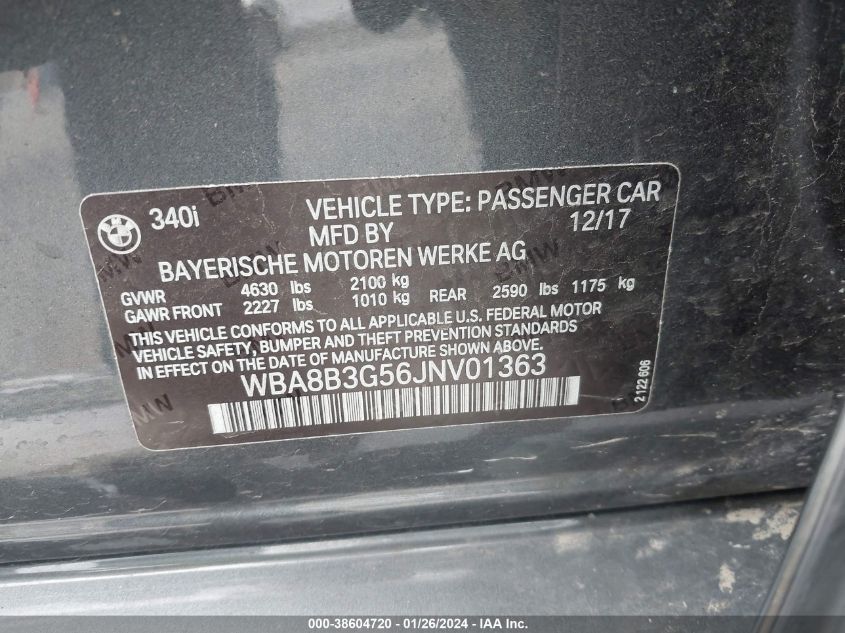 340i VEHICLE TYPE: PASSENGER CAR
MFD BY 12/17
BAYERISCHE MOTOREN WERKE AG
GVWR 4630 lbs 2100 kg
GAWR FRONT 2227 lbs 1010 kg REAR 2590 lbs 1175 kg
THIS VEHICLE CONFORMS TO ALL APPLICABLE U.S. FEDERAL MOTOR
VEHICLE SAFETY, BUMPER AND THEFT PREVENTION STANDARDS
IN EFFECT ON THE DATE OF MANUFACTURE SHOWN ABOVE.
WBA8B3G56JNV01363
2 122 606
000-38604720 - 01/26/2024 - IAA Inc.